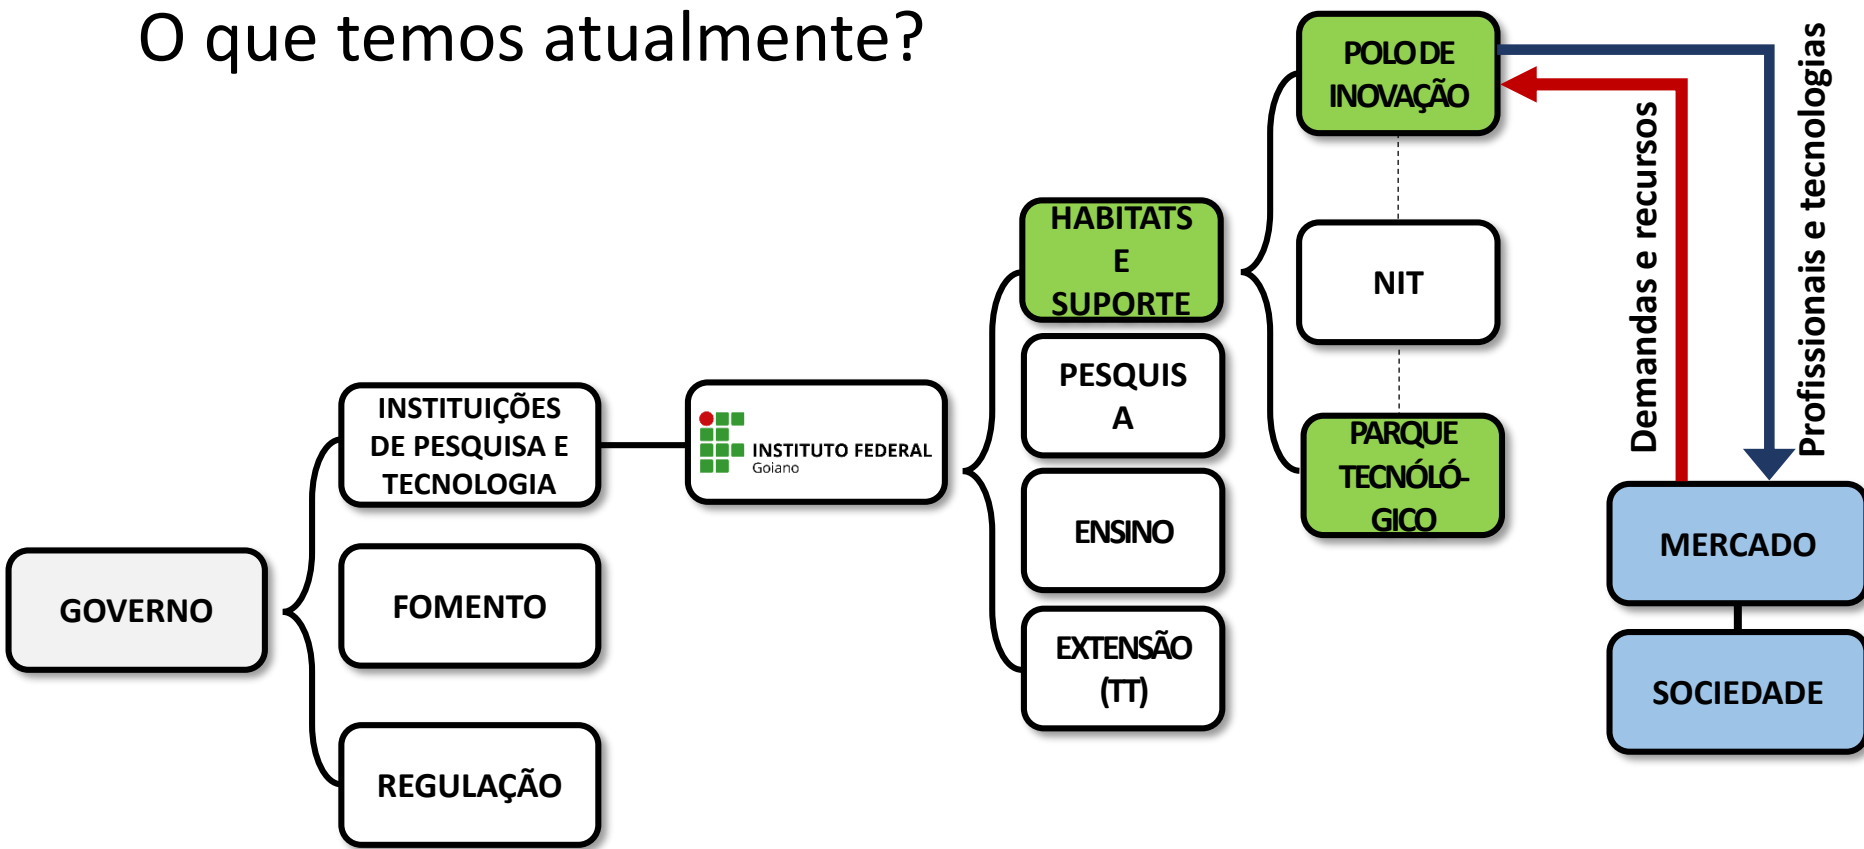 O que temos atualmente?
GOVERNO
INSTITUIÇÕES
DE PESQUISA E
TECNOLOGIA
FOMENTO
REGULAÇÃO
INSTITUTO FEDERAL
Goiano
HABITATS
E
SUPORTE
PESQUIS
A
ENSINO
EXTENSÃO
(TT)
POLO DE
INOVAÇÃO
NIT
PARQUE
TECNÓLÓ-
GICO
Demandas e recursos
Profissionais e tecnologias
MERCADO
SOCIEDADE